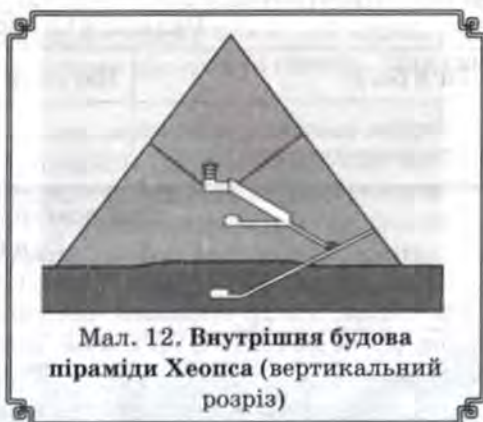 Мал. 12. Внутрішня будова
піраміди Хеопса (вертикальний
розріз)